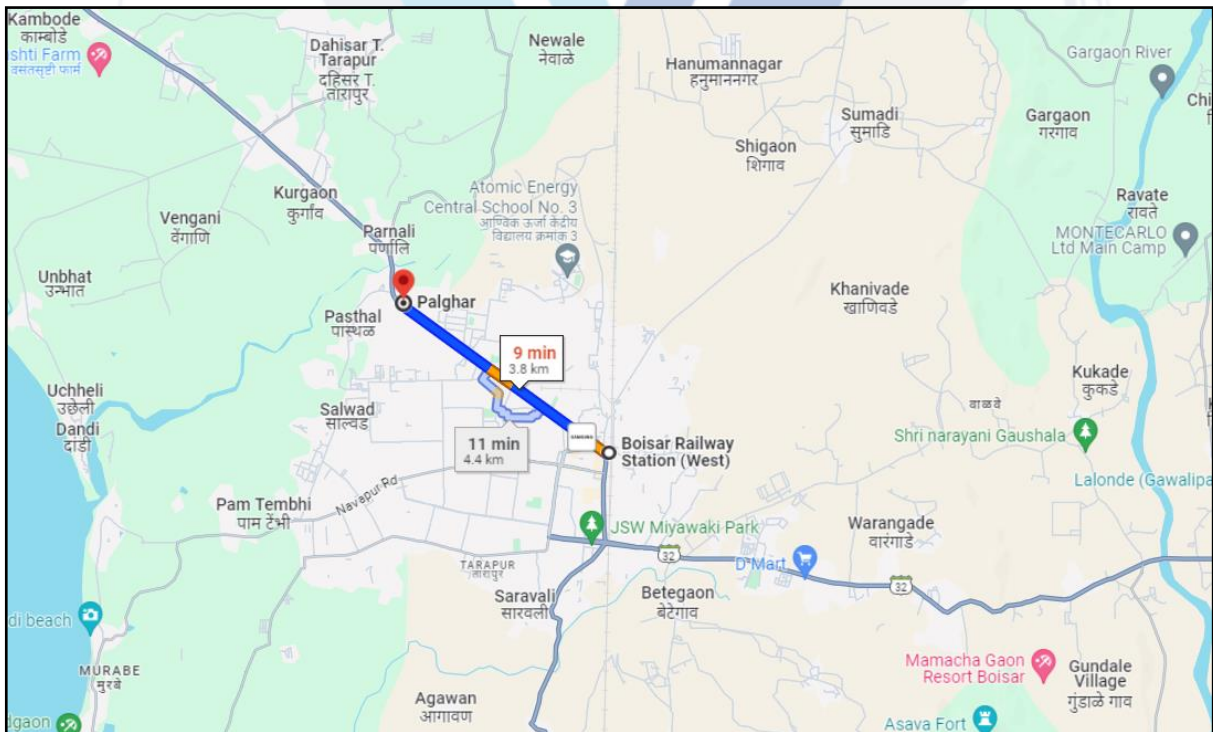 Kambode
काम्बोडे
shti Farm
वसतसृष्टी फार्म
Dahisar T.
Tarapur
दहिसर T.
तारापुर
Newale
नेवाळे
Hanumannagar
हनुमाननगर
Gargaon River
Sumadi
सुमाडि
Gargaon
गरगाव
Chi
Shigaon
शिगाव
Kurgaon
कुर्गांव
Atomic Energy
Central School No. 3
आण्विक ऊर्जा केंद्रीय
विद्यालय क्रमांक 3
Ravate
रावते
MONTECARLO
Ltd Main Camp
Vengani
वेंगाणि
Parnali
पर्णालि
Unbhat
उन्भात
Palghar
Khanivade
खाणिवडे
Pasthal
पास्थळ
9 min
3.8 km
Uchheli
उछेली
Dandi
दांडी
Salwad
साल्वड
Kukade
कुकडे
वाळवे
11 min
4.4 km
SAMSUNG
Boisar Railway
Station (West)
Shri narayani Gaushala
Lalonde (Gawalipa
Navapur Rd
Pam Tembhi
पाम टेंभी
JSW Miyawaki Park
Warangade
वारंगाडे
32
D'Mart
32
TARAPUR
तारापुर
Saravali
सारवली
Betegaon
बेटेगाव
di beach
MURABE
मुरबे
Mamacha Gaon
Resort Boisar
Gundale
Village
गुंडाळे गाव
Agawan
आगावण
Asava Fort
dgaon